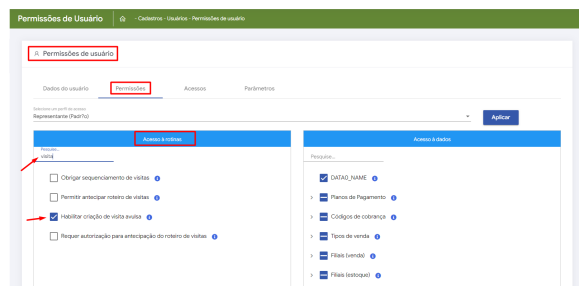 Permissões de Usuário
- Cadastros - Usuários - Permissões de usuário
Permissões de usuário
Dados do usuário Permissões Acessos Parâmetros
Selecione um perfil de acesso
Representante (Padr?o)
Aplicar
Acesso à rotinas
Pesquise...
visita
Obrigar sequenciamento de visitas
Permitir antecipar roteiro de visitas
Habilitar criação de visita avulsa
Requer autorização para antecipação do roteiro de visitas
Acesso à dados
Pesquise...
DATA0_NAME
Planos de Pagamento
Códigos de cobrança
Tipos de venda
Filiais (venda)
Filiais (estoque)